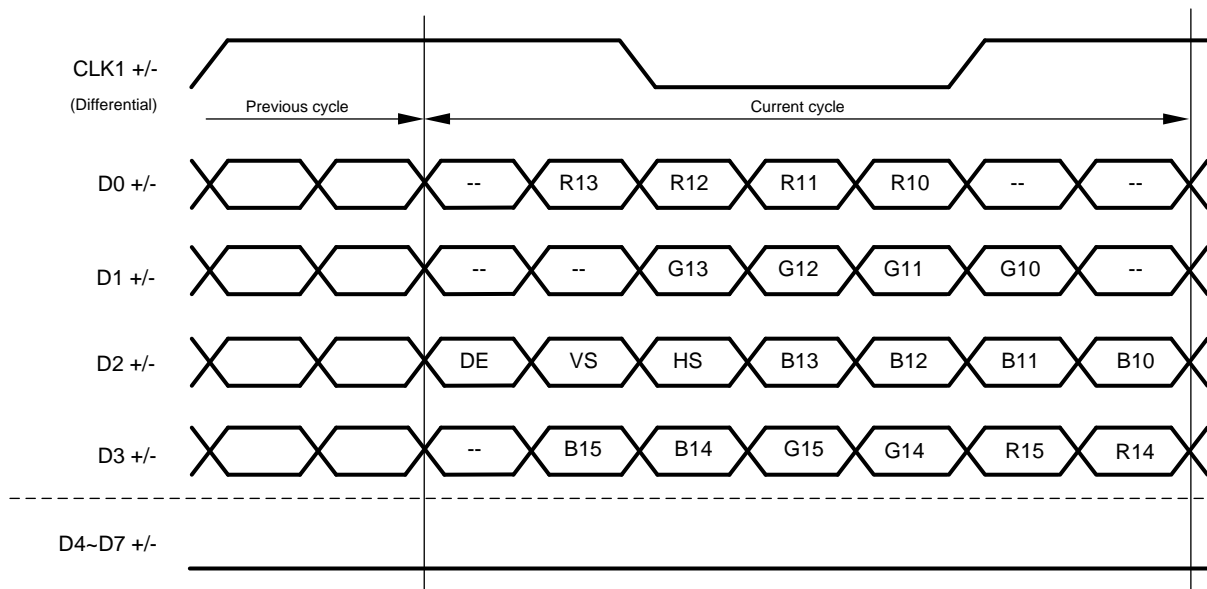 CLK1 +/-
(Differential)
Previous cycle
Current cycle
D0 +/-
-- R13 R12 R11 R10 -- --
D1 +/-
-- -- G13 G12 G11 G10 --
D2 +/-
DE VS HS B13 B12 B11 B10
D3 +/-
-- B15 B14 G15 G14 R15 R14
D4~D7 +/-